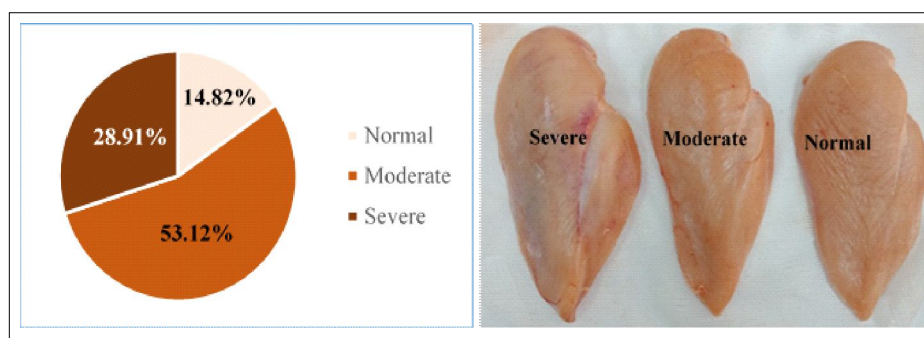 14.82%
28.91%
53.12%
Normal
Moderate
Severe
Severe
Moderate
Normal